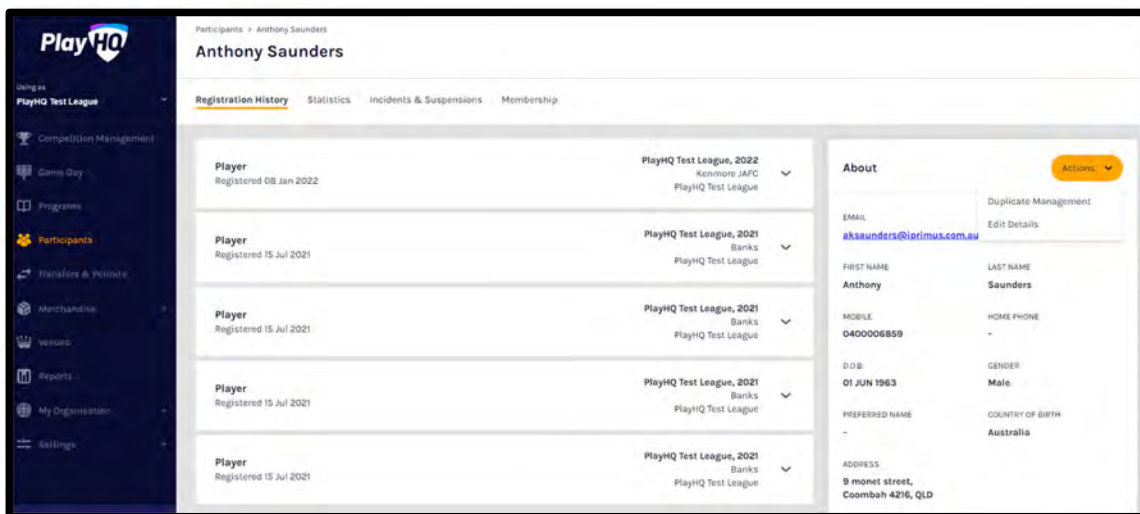 PlayHQ
Using as
PlayHQ Test League
Competition Management
Game Day
Programs
Participants
Transfers & Permits
Merchandise
Venues
Reports
My Organisation
Settings
Participants > Anthony Saunders
Anthony Saunders
Registration History Statistics Incidents & Suspensions Membership
Player
Registered 08 Jan 2022
PlayHQ Test League, 2022
Kenmore JAFC
PlayHQ Test League
Player
Registered 15 Jul 2021
PlayHQ Test League, 2021
Banks
PlayHQ Test League
Player
Registered 15 Jul 2021
PlayHQ Test League, 2021
Banks
PlayHQ Test League
Player
Registered 15 Jul 2021
PlayHQ Test League, 2021
Banks
PlayHQ Test League
Player
Registered 15 Jul 2021
PlayHQ Test League, 2021
Banks
PlayHQ Test League
About
Actions
Duplicate Management
Edit Details
EMAIL
aksaunders@iprimus.com.au
FIRST NAME LAST NAME
Anthony Saunders
MOBILE HOME PHONE
0400006859 -
D.O.B. GENDER
01 JUN 1963 Male
PREFERRED NAME COUNTRY OF BIRTH
- Australia
ADDRESS
9 monet street,
Coombah 4216, QLD